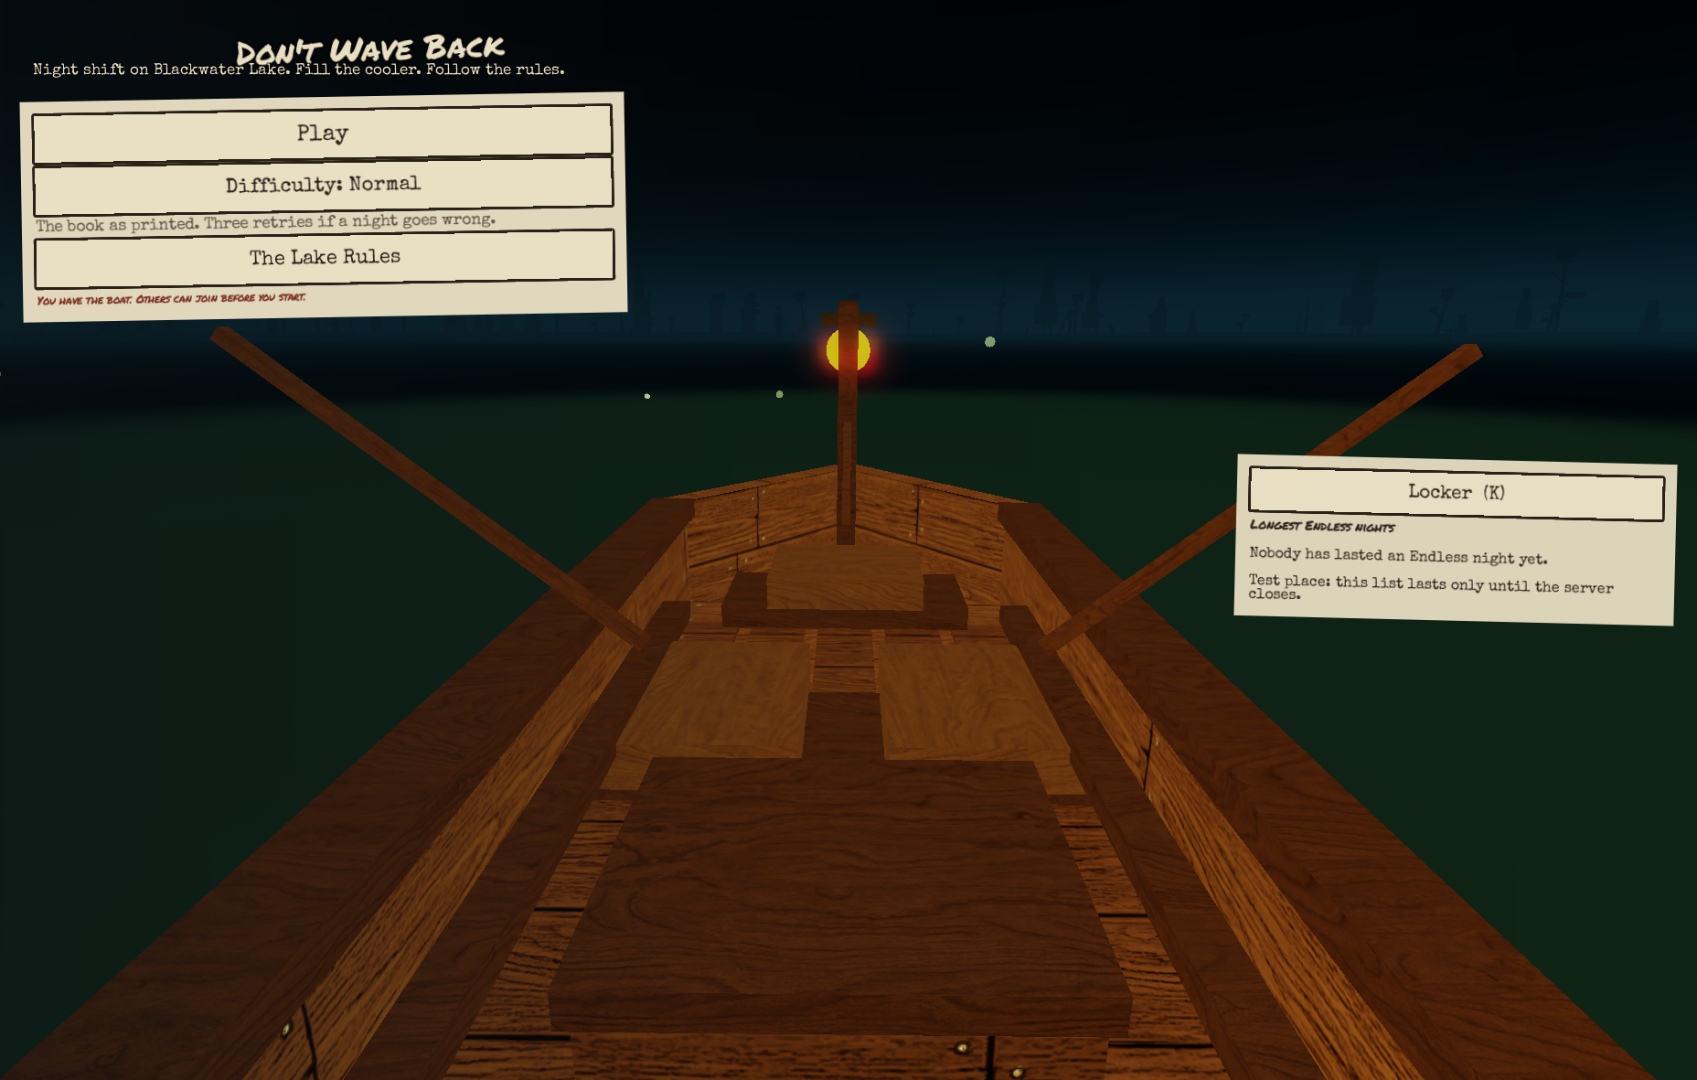 Don't Wave Back
Night shift on Blackwater Lake. Fill the cooler. Follow the rules.
Play
Difficulty: Normal
The book as printed. Three retries if a night goes wrong.
The Lake Rules
You have the boat. Others can join before you start.
Locker (K)
Longest Endless nights
Nobody has lasted an Endless night yet.
Test place: this list lasts only until the server
closes.